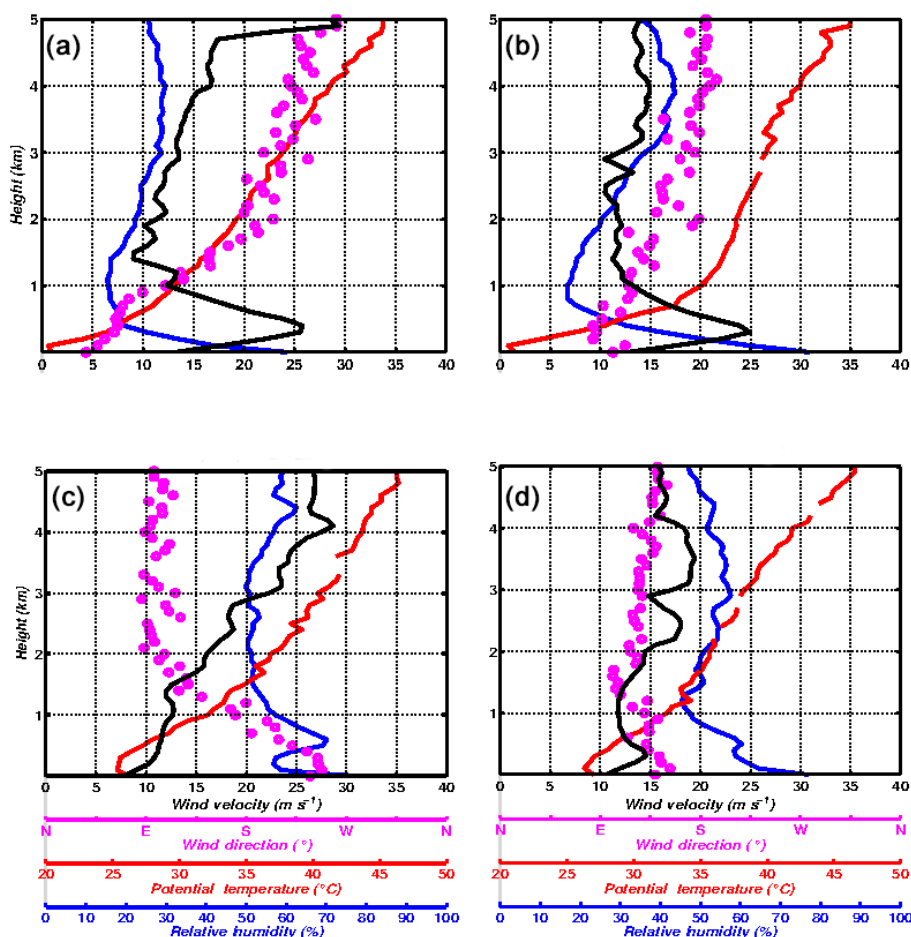 (a)
Height (km)
5
4
3
2
1
0 5 10 15 20 25 30 35 40
(b)
5
4
3
2
1
0 5 10 15 20 25 30 35 40
(c)
Height (km)
5
4
3
2
1
0 5 10 15 20 25 30 35 40
Wind velocity (m s⁻¹)
N E S W N
Wind direction (°)
20 25 30 35 40 45 50
Potential temperature (°C)
0 10 20 30 40 50 60 70 80 90 100
Relative humidity (%)
(d)
5
4
3
2
1
0 5 10 15 20 25 30 35 40
Wind velocity (m s⁻¹)
N E S W N
Wind direction (°)
20 25 30 35 40 45 50
Potential temperature (°C)
0 10 20 30 40 50 60 70 80 90 100
Relative humidity (%)